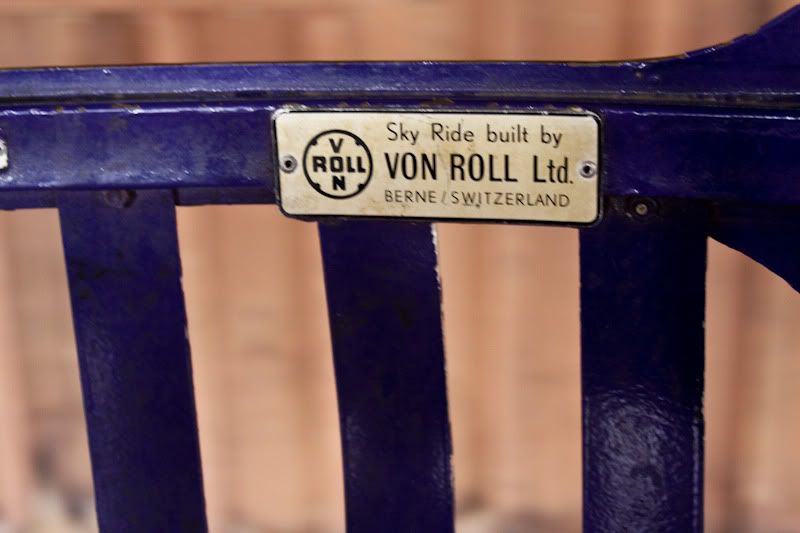 V
ROLL
N
Sky Ride built by
VON ROLL Ltd.
BERNE/SWITZERLAND